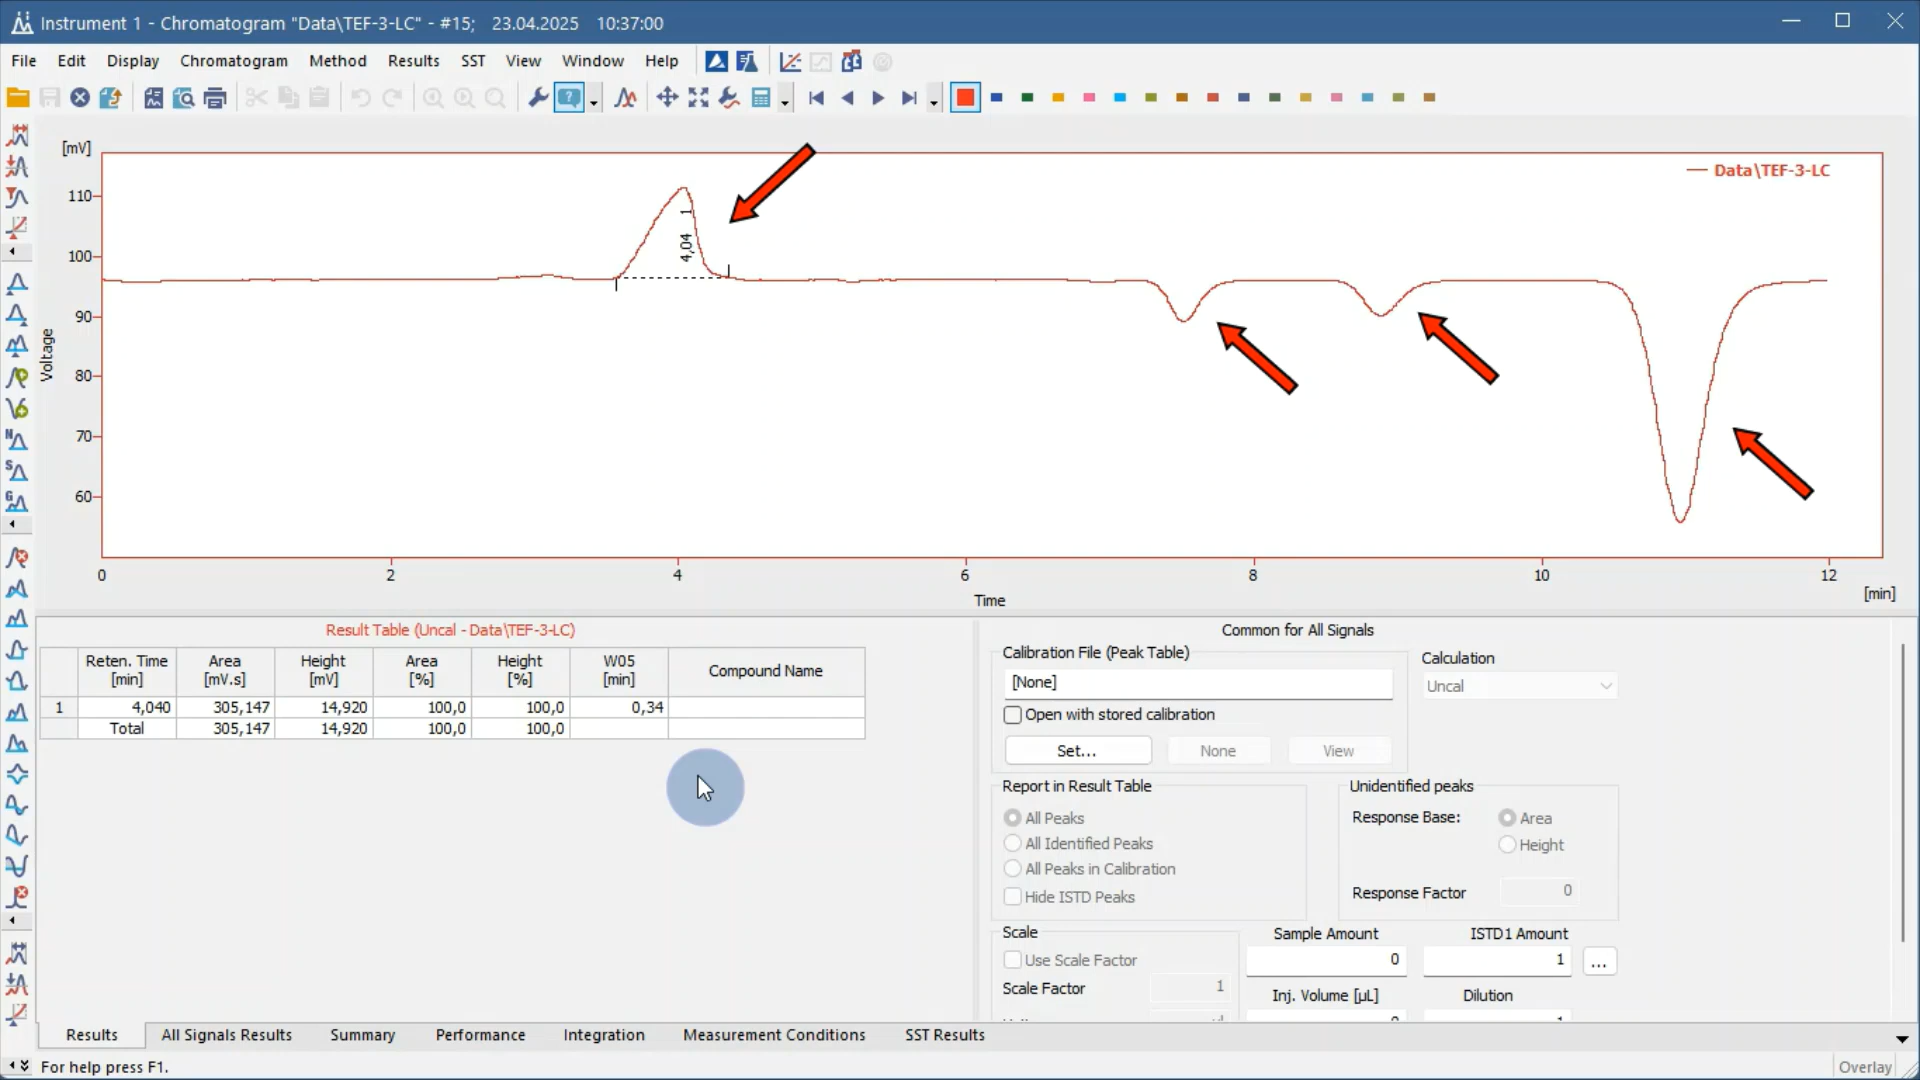 Instrument 1 - Chromatogram "Data\TEF-3-LC" - #15; 23.04.2025 10:37:00
File Edit Display Chromatogram Method Results SST View Window Help
[mV]
Data\TEF-3-LC
110
100
90
80
70
60
Voltage
4,04 1
0 2 4 6 8 10 12
Time
[min]
Result Table (Uncal - Data\TEF-3-LC)
Reten. Time [min] Area [mV.s] Height [mV] Area [%] Height [%] W05 [min] Compound Name
1 4,040 305,147 14,920 100,0 100,0 0,34
Total 305,147 14,920 100,0 100,0
Common for All Signals
Calibration File (Peak Table)
[None]
Calculation
Uncal
Open with stored calibration
Set... None View
Report in Result Table
All Peaks
All Identified Peaks
All Peaks in Calibration
Hide ISTD Peaks
Unidentified peaks
Response Base: Area
Height
Response Factor 0
Scale
Use Scale Factor
Scale Factor 1
Sample Amount ISTD1 Amount
0 1 ...
Inj. Volume [µL] Dilution
Results All Signals Results Summary Performance Integration Measurement Conditions SST Results
For help press F1.
Overlay